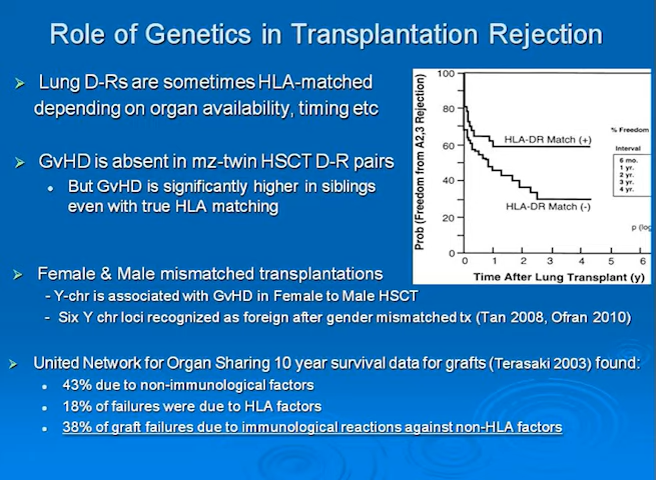 Role of Genetics in Transplantation Rejection
Lung D-Rs are sometimes HLA-matched
depending on organ availability, timing etc
GvHD is absent in mz-twin HSCT D-R pairs
But GvHD is significantly higher in siblings
even with true HLA matching
Female & Male mismatched transplantations
- Y-chr is associated with GvHD in Female to Male HSCT
- Six Y chr loci recognized as foreign after gender mismatched tx (Tan 2008, Ofran 2010)
United Network for Organ Sharing 10 year survival data for grafts (Terasaki 2003) found:
43% due to non-immunological factors
18% of failures were due to HLA factors
38% of graft failures due to immunological reactions against non-HLA factors
Prob (Freedom from A2,3 Rejection)
100
80
60
40
20
0
HLA-DR Match (+)
HLA-DR Match (-)
0 1 2 3 4 5 6
Time After Lung Transplant (y)
% Freedom
Interval
6 mo.
1 yr.
2 yr.
3 yr.
4 yr.
p (log